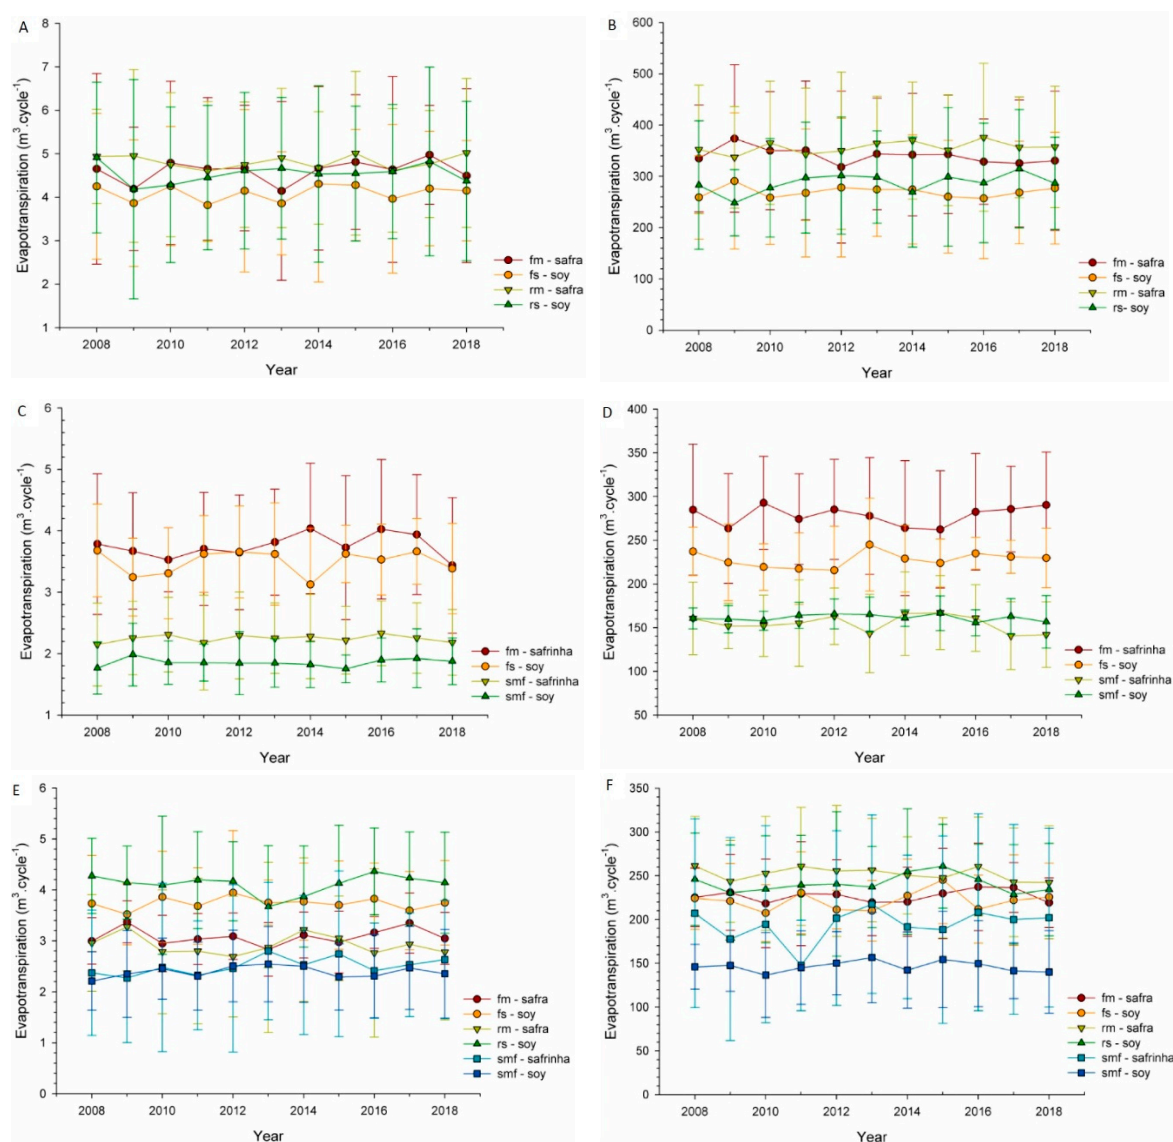 A
Evapotranspiration (m³.cycle⁻¹)
8
7
6
5
4
3
2
1
2008 2010 2012 2014 2016 2018
Year
fm - safra
fs - soy
rm - safra
rs - soy
B
Evapotranspiration (m³.cycle⁻¹)
600
500
400
300
200
100
0
2008 2010 2012 2014 2016 2018
Year
fm - safra
fs - soy
rm - safra
rs- soy
C
Evapotranspiration (m³.cycle⁻¹)
6
5
4
3
2
1
2008 2010 2012 2014 2016 2018
Year
fm - safrinha
fs - soy
smf - safrinha
smf - soy
D
Evapotranspiration (m³.cycle⁻¹)
400
350
300
250
200
150
100
50
2008 2010 2012 2014 2016 2018
Year
fm - safrinha
fs - soy
smf - safrinha
smf - soy
E
Evapotranspiration (m³.cycle⁻¹)
6
5
4
3
2
1
0
2008 2010 2012 2014 2016 2018
Year
fm - safra
fs - soy
rm - safra
rs - soy
smf - safrinha
smf - soy
F
Evapotranspiration (m³.cycle⁻¹)
350
300
250
200
150
100
50
0
2008 2010 2012 2014 2016 2018
Year
fm - safra
fs - soy
rm - safra
rs - soy
smf - safrinha
smf - soy